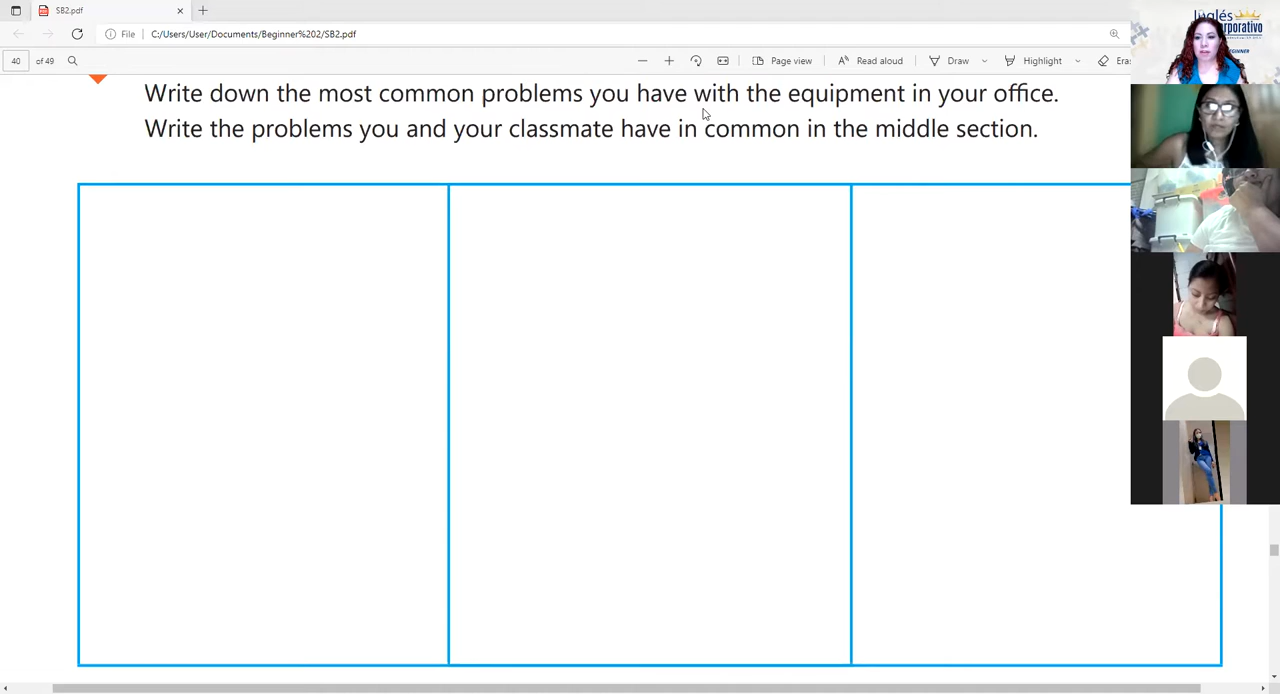 SB2.pdf
File C:/Users/User/Documents/Beginner%202/SB2.pdf
40 of 49 Page view Read aloud Draw Highlight
Write down the most common problems you have with the equipment in your office.
Write the problems you and your classmate have in common in the middle section.
Inglés